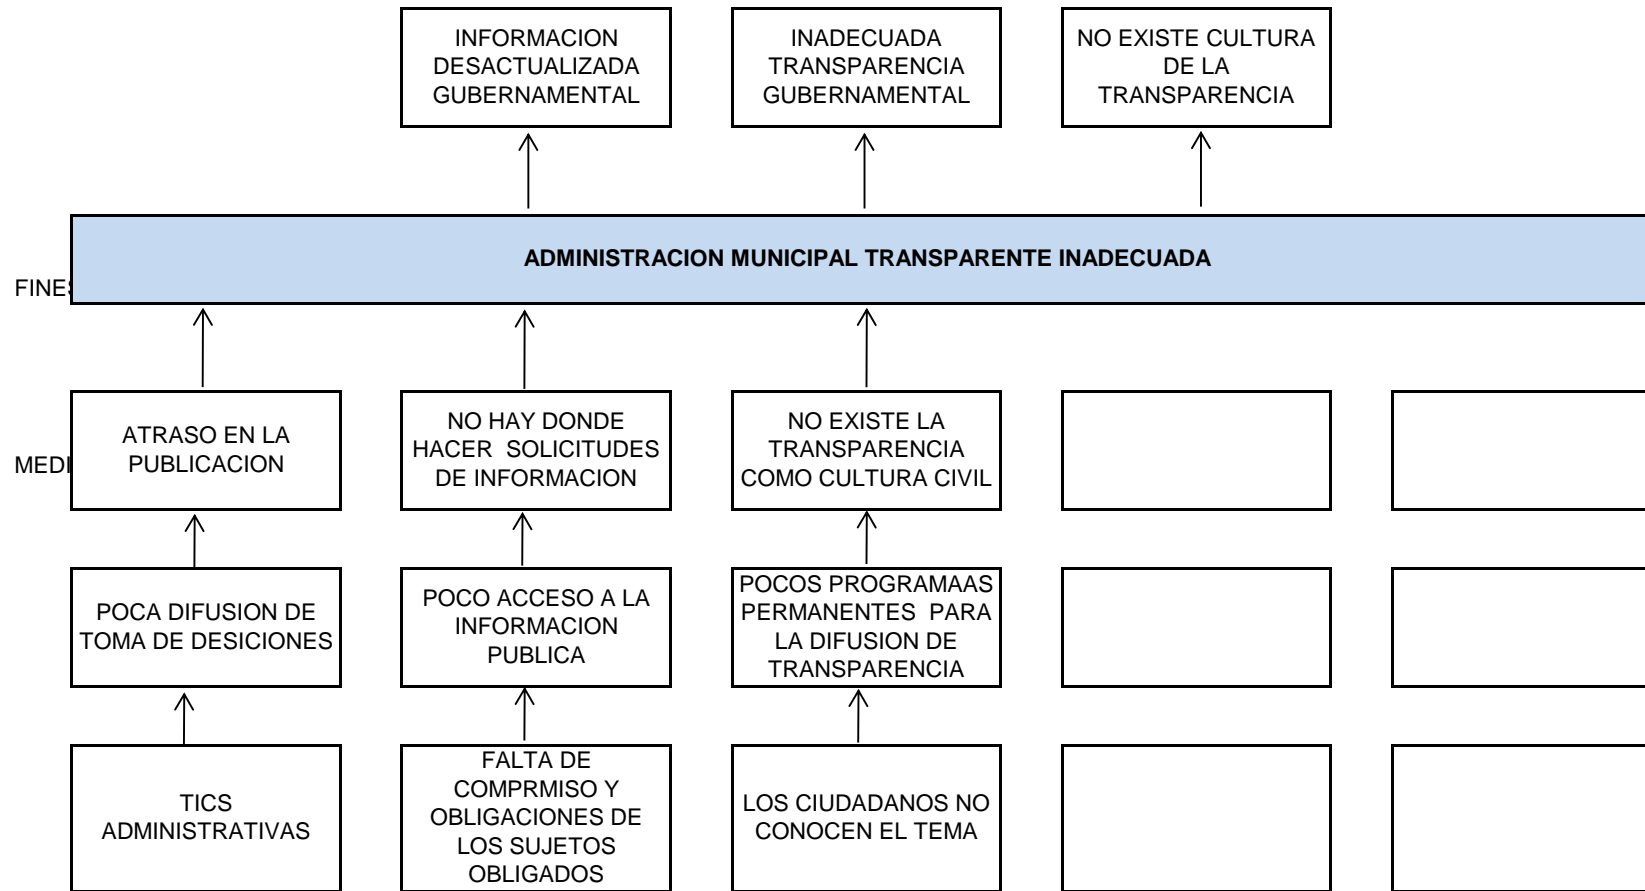 INFORMACION
DESACTUALIZADA
GUBERNAMENTAL
INADECUADA
TRANSPARENCIA
GUBERNAMENTAL
NO EXISTE CULTURA
DE LA
TRANSPARENCIA
ADMINISTRACION MUNICIPAL TRANSPARENTE INADECUADA
FINES
MEDI
ATRASO EN LA
PUBLICACION
NO HAY DONDE
HACER  SOLICITUDES
DE INFORMACION
NO EXISTE LA
TRANSPARENCIA
COMO CULTURA CIVIL
POCA DIFUSION DE
TOMA DE DESICIONES
POCO ACCESO A LA
INFORMACION
PUBLICA
POCOS PROGRAMAAS
PERMANENTES  PARA
LA DIFUSION DE
TRANSPARENCIA
TICS
ADMINISTRATIVAS
FALTA DE
COMPRMISO Y
OBLIGACIONES DE
LOS SUJETOS
OBLIGADOS
LOS CIUDADANOS NO
CONOCEN EL TEMA